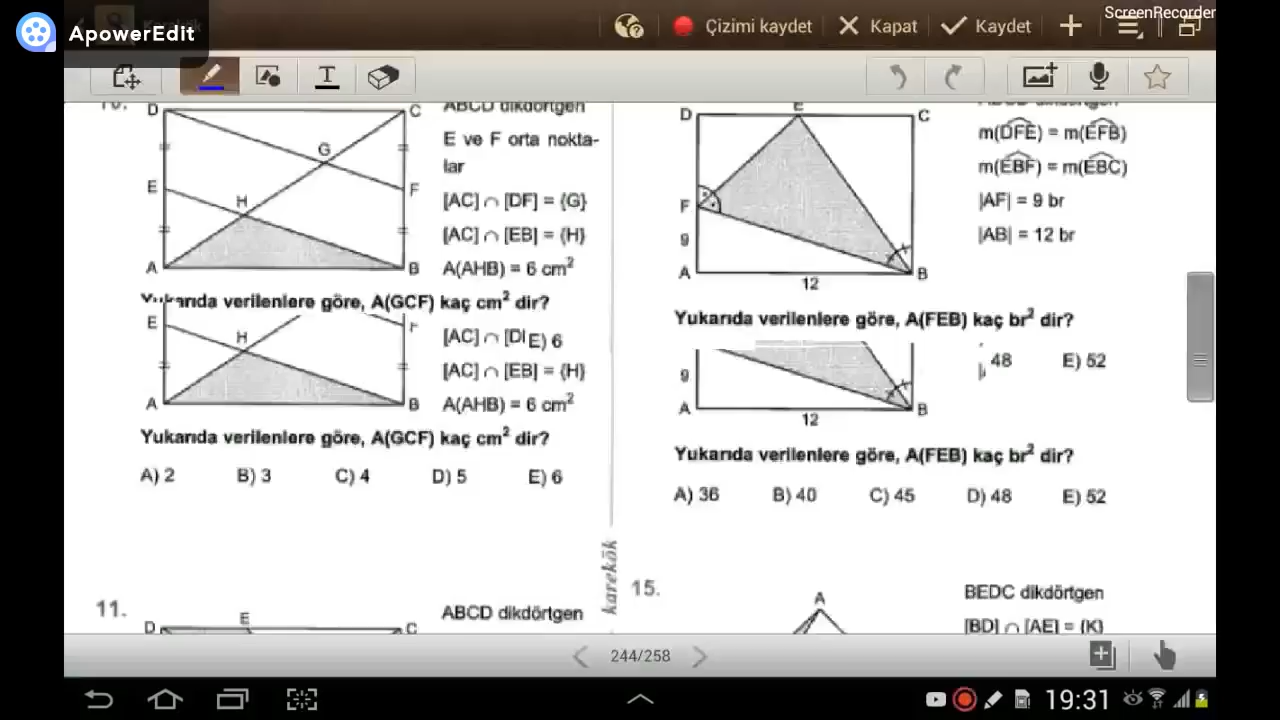 ScreenRecorder
ApowerEdit
Çizimi kaydet
Kapat
Kaydet
T
D
C
G
E
F
H
A
B
ABCD dikdörtgen
E ve F orta nokta-
lar
[AC] ∩ [DF] = {G}
[AC] ∩ [EB] = {H}
A(AHB) = 6 cm²
Yukarıda verilenlere göre, A(GCF) kaç cm² dir?
E
H
A
B
[AC] ∩ [D
E) 6
[AC] ∩ [EB] = {H}
A(AHB) = 6 cm²
Yukarıda verilenlere göre, A(GCF) kaç cm² dir?
A) 2 B) 3 C) 4 D) 5 E) 6
11.
ABCD dikdörtgen
D
E
C
karekök
D
E
C
F
9
A
B
12
m(DFE) = m(EFB)
m(EBF) = m(EBC)
|AF| = 9 br
|AB| = 12 br
Yukarıda verilenlere göre, A(FEB) kaç br² dir?
48 E) 52
9
A
B
12
Yukarıda verilenlere göre, A(FEB) kaç br² dir?
A) 36 B) 40 C) 45 D) 48 E) 52
15.
A
BEDC dikdörtgen
[BD] ∩ [AE] = {K}
244/258
19:31